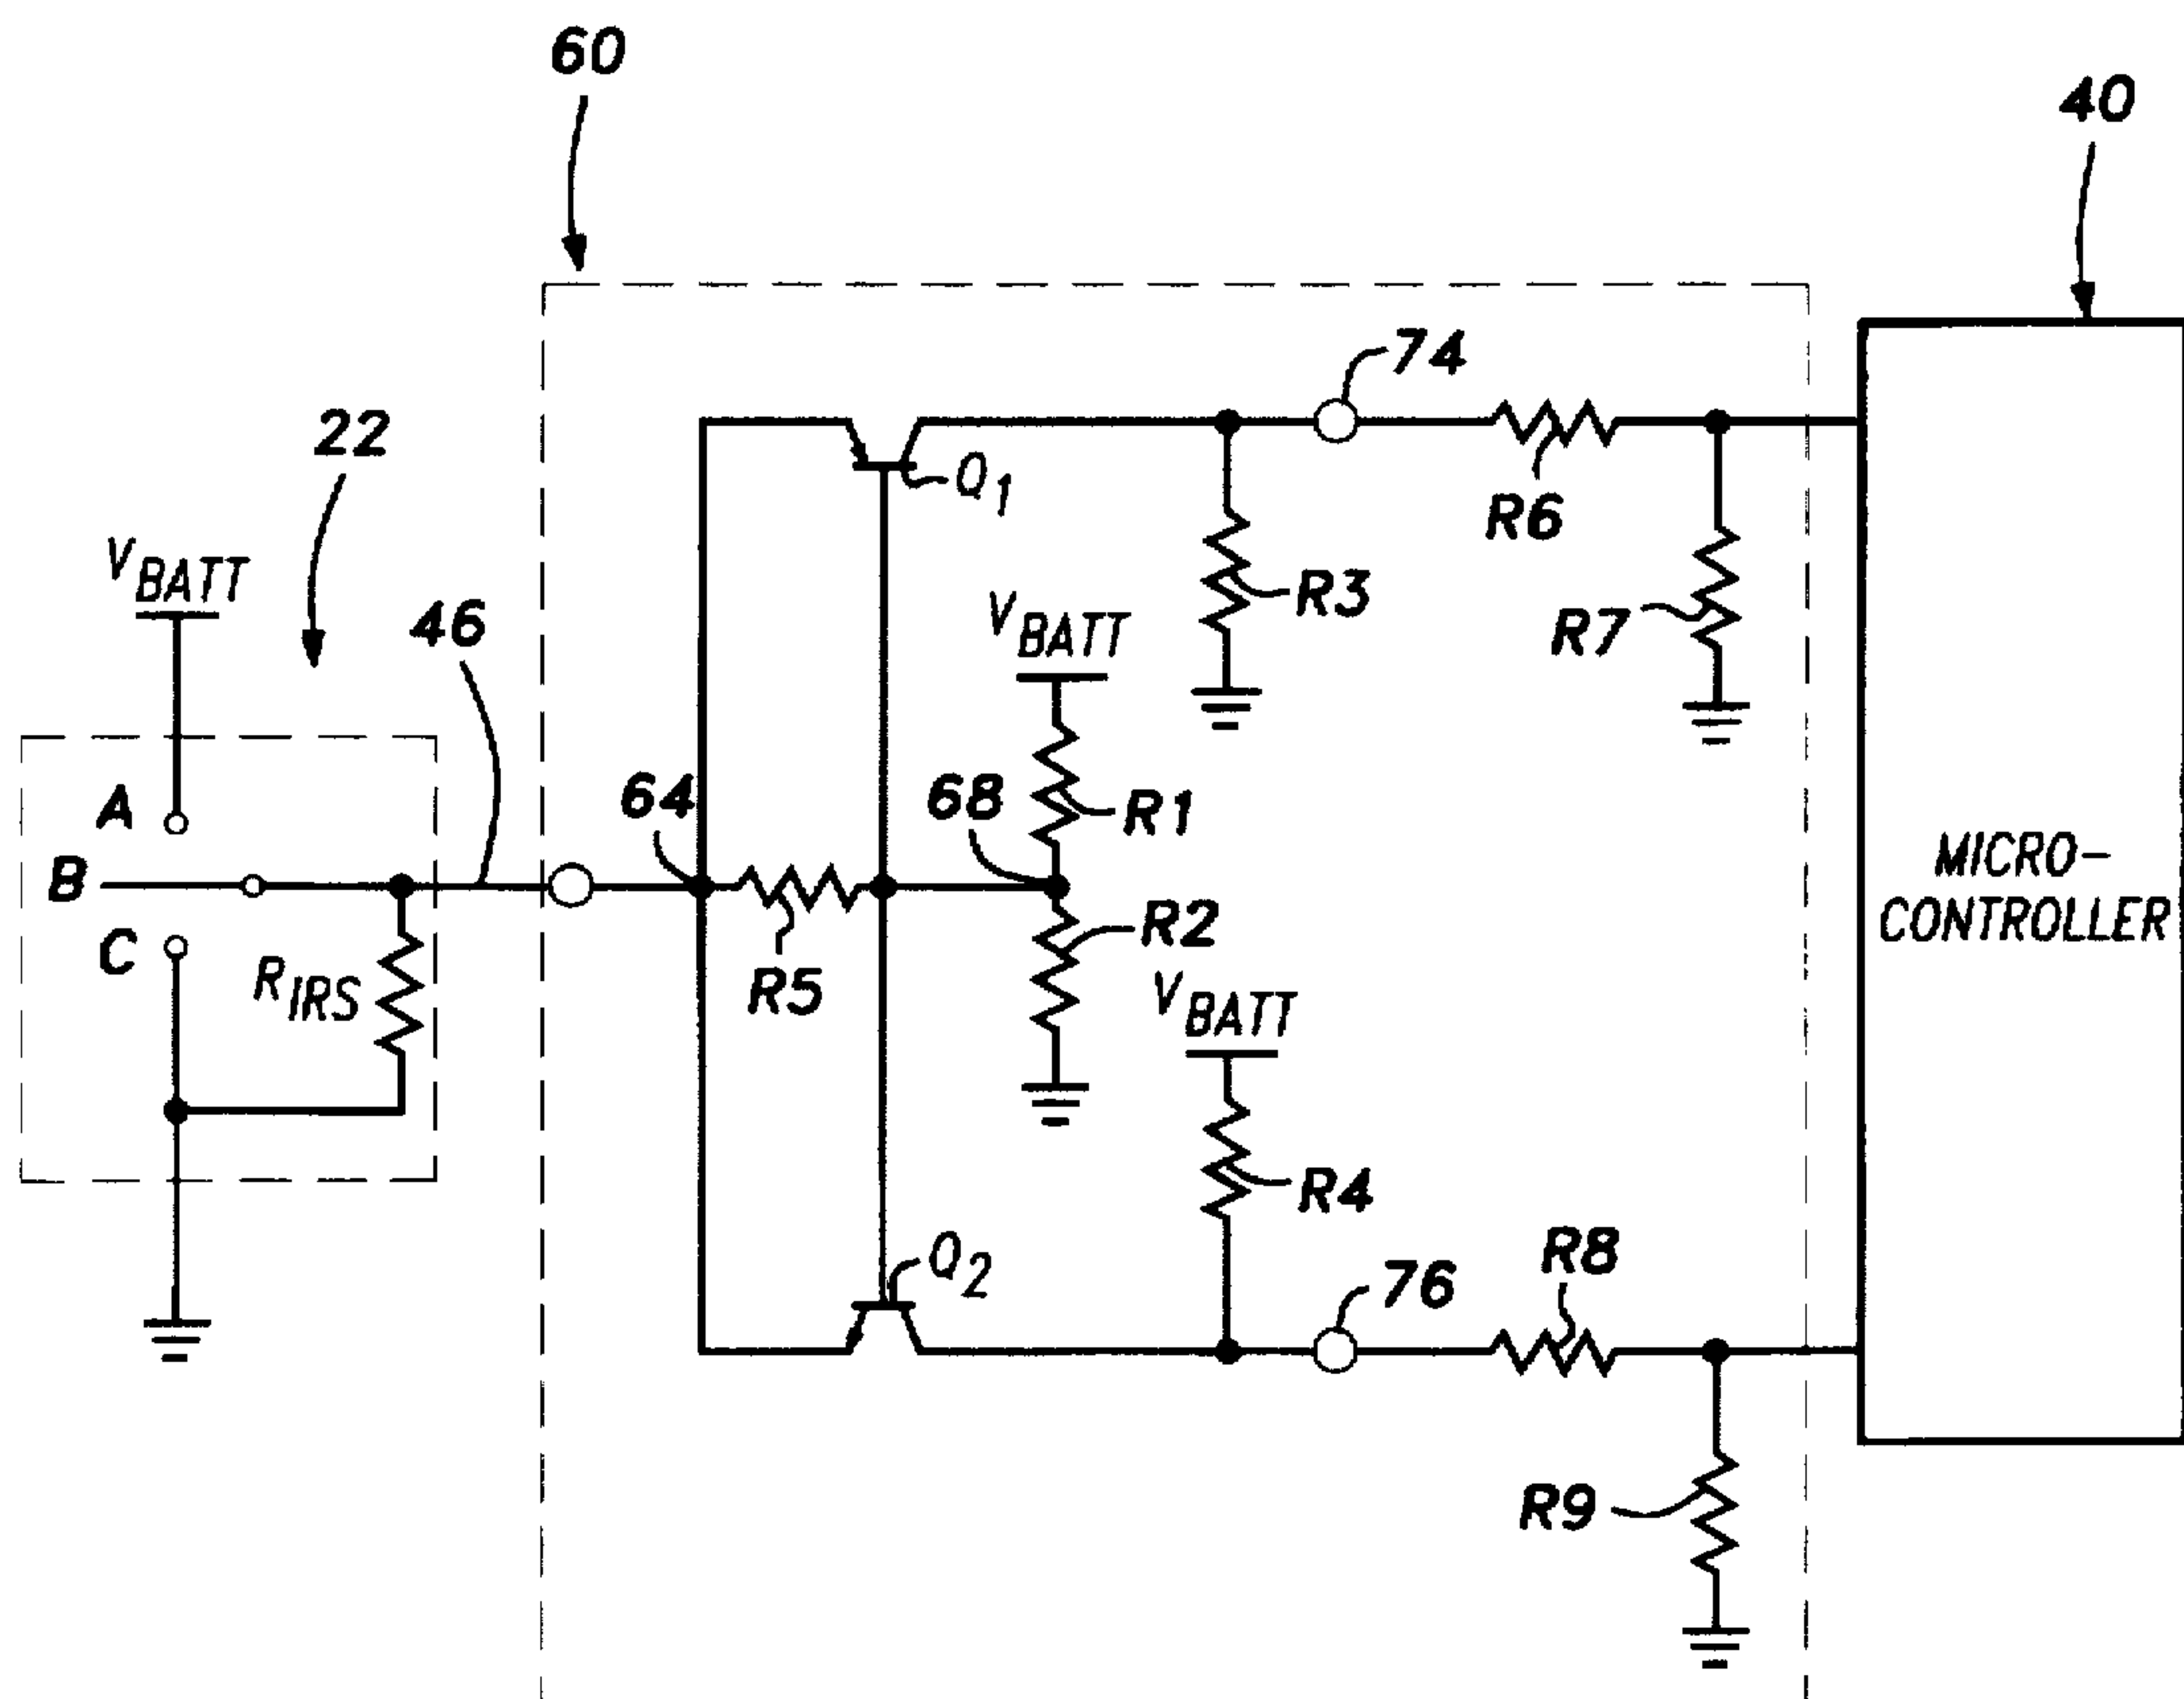 60
40
74
22
Q1
R6
VBATT
R3
VBATT
R7
46
64
68
R1
A
B
MICRO-
CONTROLLER
R2
C
RIRS
R5
VBATT
R4
Q2
76
R8
R9